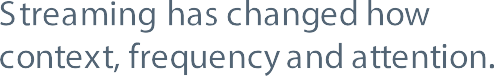 Streaming has changed how
context, frequency and attention.